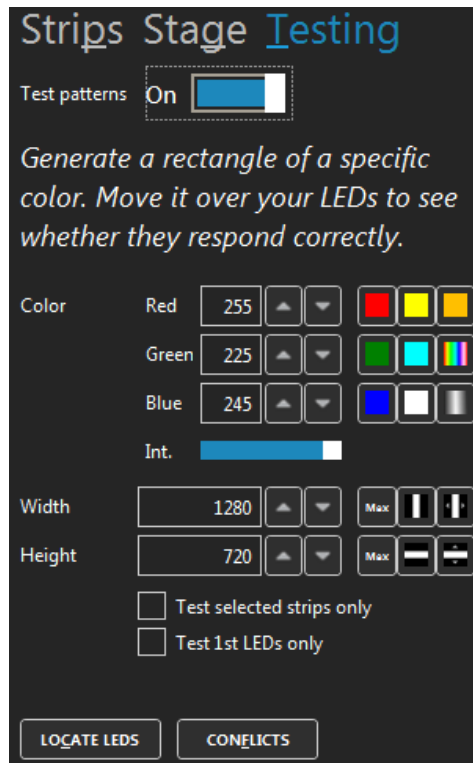 Strips Stage Testing
Test patterns On
Generate a rectangle of a specific
color. Move it over your LEDs to see
whether they respond correctly.
Color Red 255
Green 225
Blue 245
Int.
Width 1280 Max
Height 720 Max
Test selected strips only
Test 1st LEDs only
LOCATE LEDS CONFLICTS